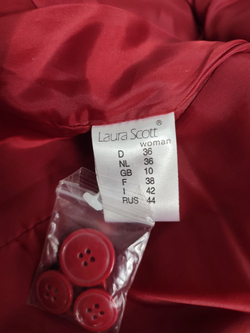 Laura Scott®
woman
D 36
NL 36
GB 10
F 38
I 42
RUS 44